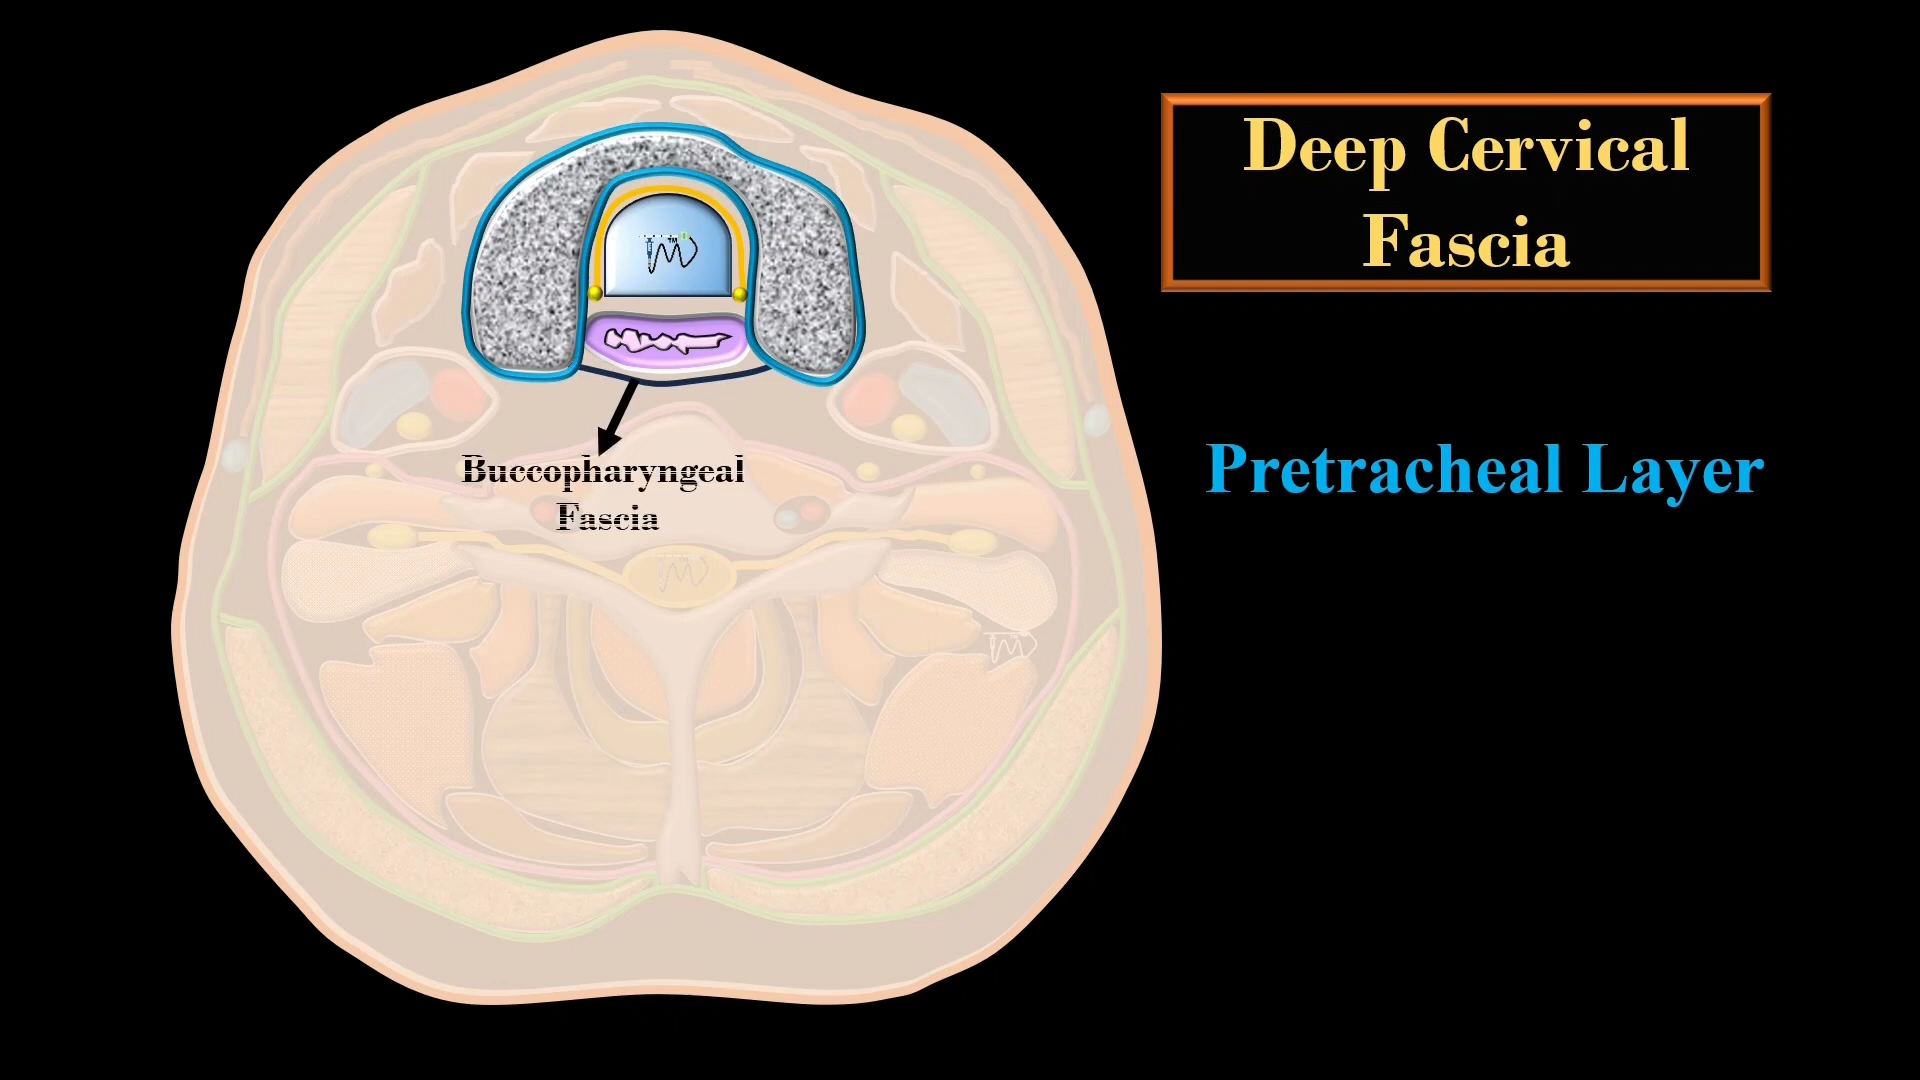 Deep Cervical
Fascia
Pretracheal Layer
Buccopharyngeal
Fascia